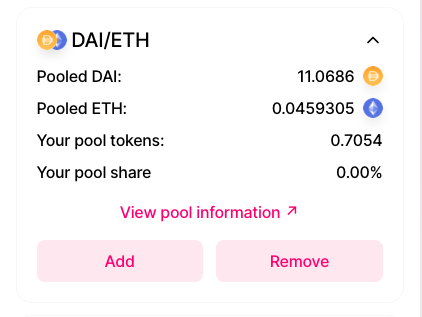 DAI/ETH
Pooled DAI: 11.0686
Pooled ETH: 0.0459305
Your pool tokens: 0.7054
Your pool share 0.00%
View pool information ↗
Add Remove